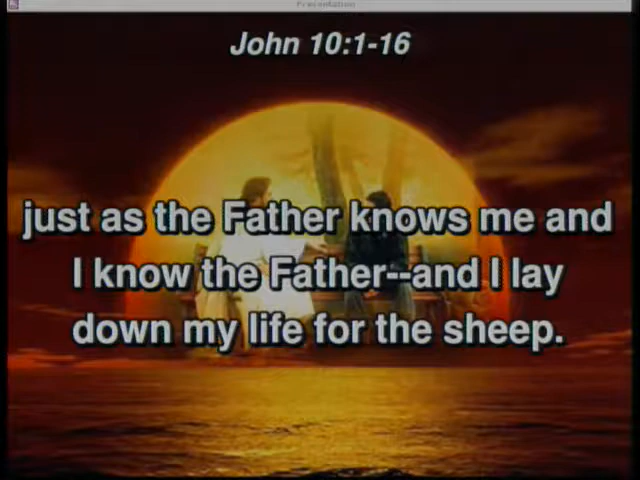 Presentation
John 10:1-16
just as the Father knows me and
I know the Father--and I lay
down my life for the sheep.